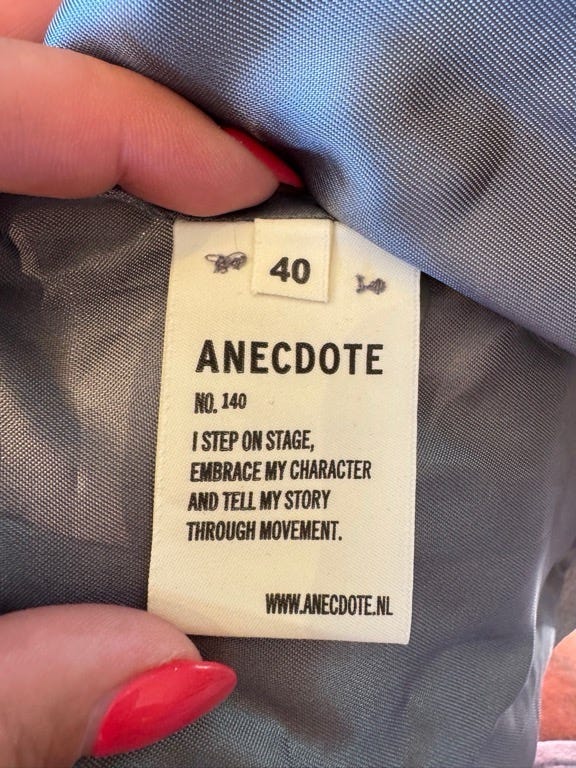 40
ANECDOTE
NO. 140
I STEP ON STAGE,
EMBRACE MY CHARACTER
AND TELL MY STORY
THROUGH MOVEMENT.
WWW.ANECDOTE.NL